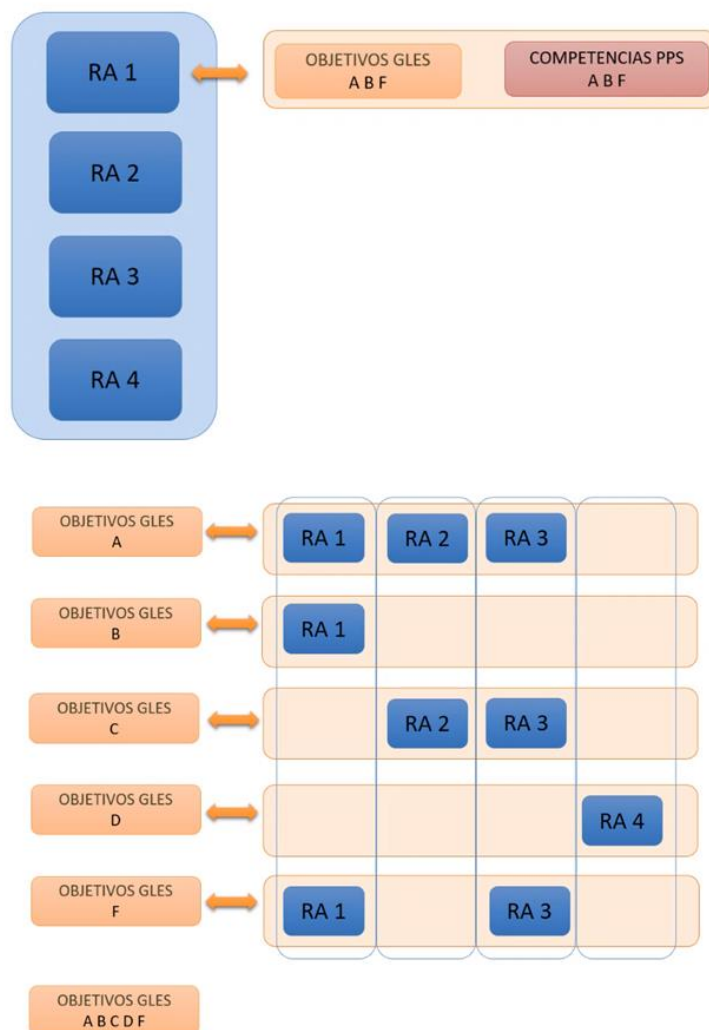 RA 1
OBJETIVOS GLES
A B F
COMPETENCIAS PPS
A B F
RA 2
RA 3
RA 4
OBJETIVOS GLES
A
RA 1
RA 2
RA 3
OBJETIVOS GLES
B
RA 1
OBJETIVOS GLES
C
RA 2
RA 3
OBJETIVOS GLES
D
RA 4
OBJETIVOS GLES
F
RA 1
RA 3
OBJETIVOS GLES
A B C D F